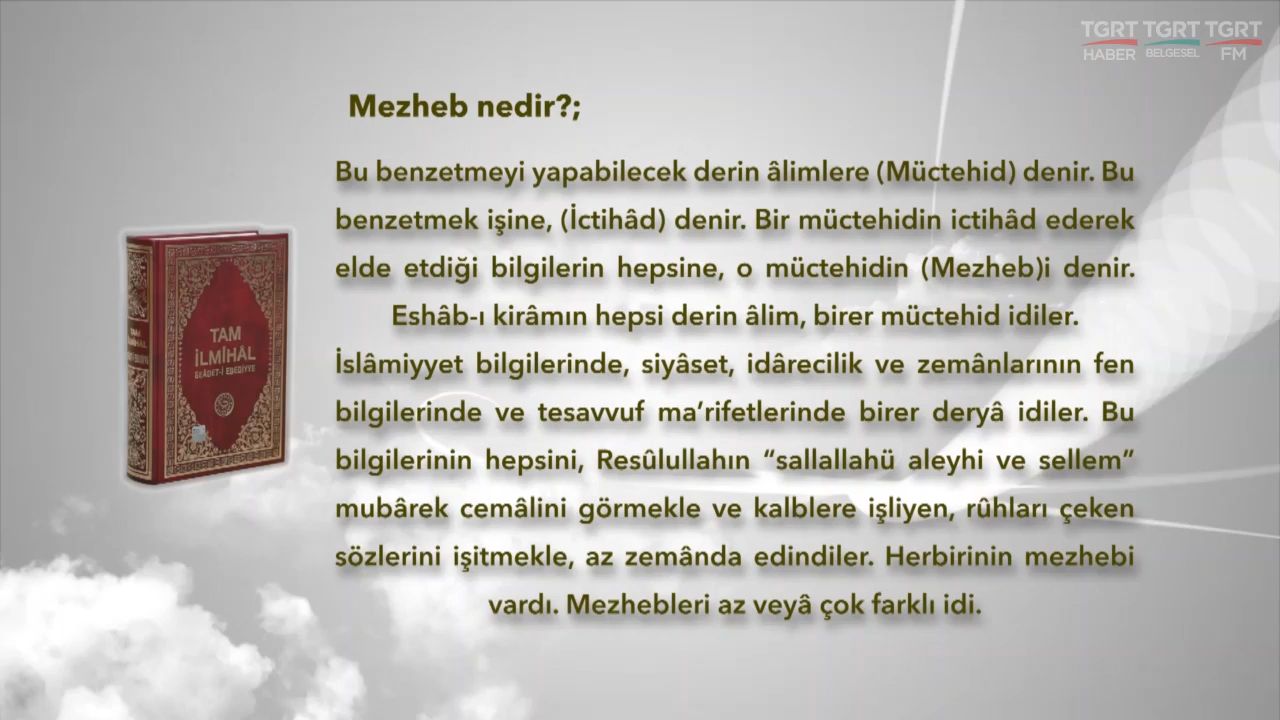 TGRT TGRT TGRT
HABER BELGESEL FM
Mezheb nedir?;
Bu benzetmeyi yapabilecek derin âlimlere (Müctehid) denir. Bu
benzetmek işine, (İctihâd) denir. Bir müctehidin ictihâd ederek
elde etdiği bilgilerin hepsine, o müctehidin (Mezheb)i denir.
Eshâb-ı kirâmın hepsi derin âlim, birer müctehid idiler.
İslâmiyyet bilgilerinde, siyâset, idârecilik ve zemânlarının fen
bilgilerinde ve tesavvuf ma’rifetlerinde birer deryâ idiler. Bu
bilgilerinin hepsini, Resûlullahın “sallallahü aleyhi ve sellem”
mubârek cemâlini görmekle ve kalblere işliyen, rûhları çeken
sözlerini işitmekle, az zemânda edindiler. Herbirinin mezhebi
vardı. Mezhebleri az veyâ çok farklı idi.
TAM
İLMİHÂL
SEÂDET-İ EBEDİYYE
TAM
İLMİHÂL